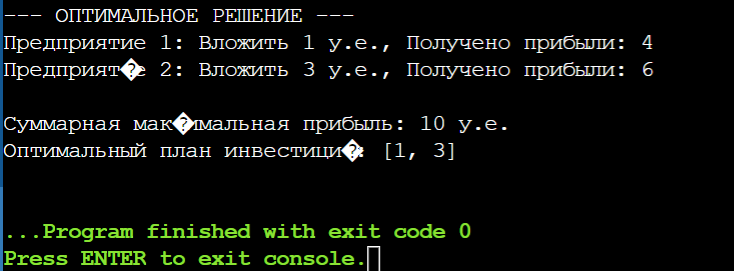 --- ОПТИМАЛЬНОЕ РЕШЕНИЕ ---
Предприятие 1: Вложить 1 у.е., Получено прибыли: 4
Предприят�е 2: Вложить 3 у.е., Получено прибыли: 6
Суммарная мак�имальная прибыль: 10 у.е.
Оптимальный план инвестици�: [1, 3]
...Program finished with exit code 0
Press ENTER to exit console.